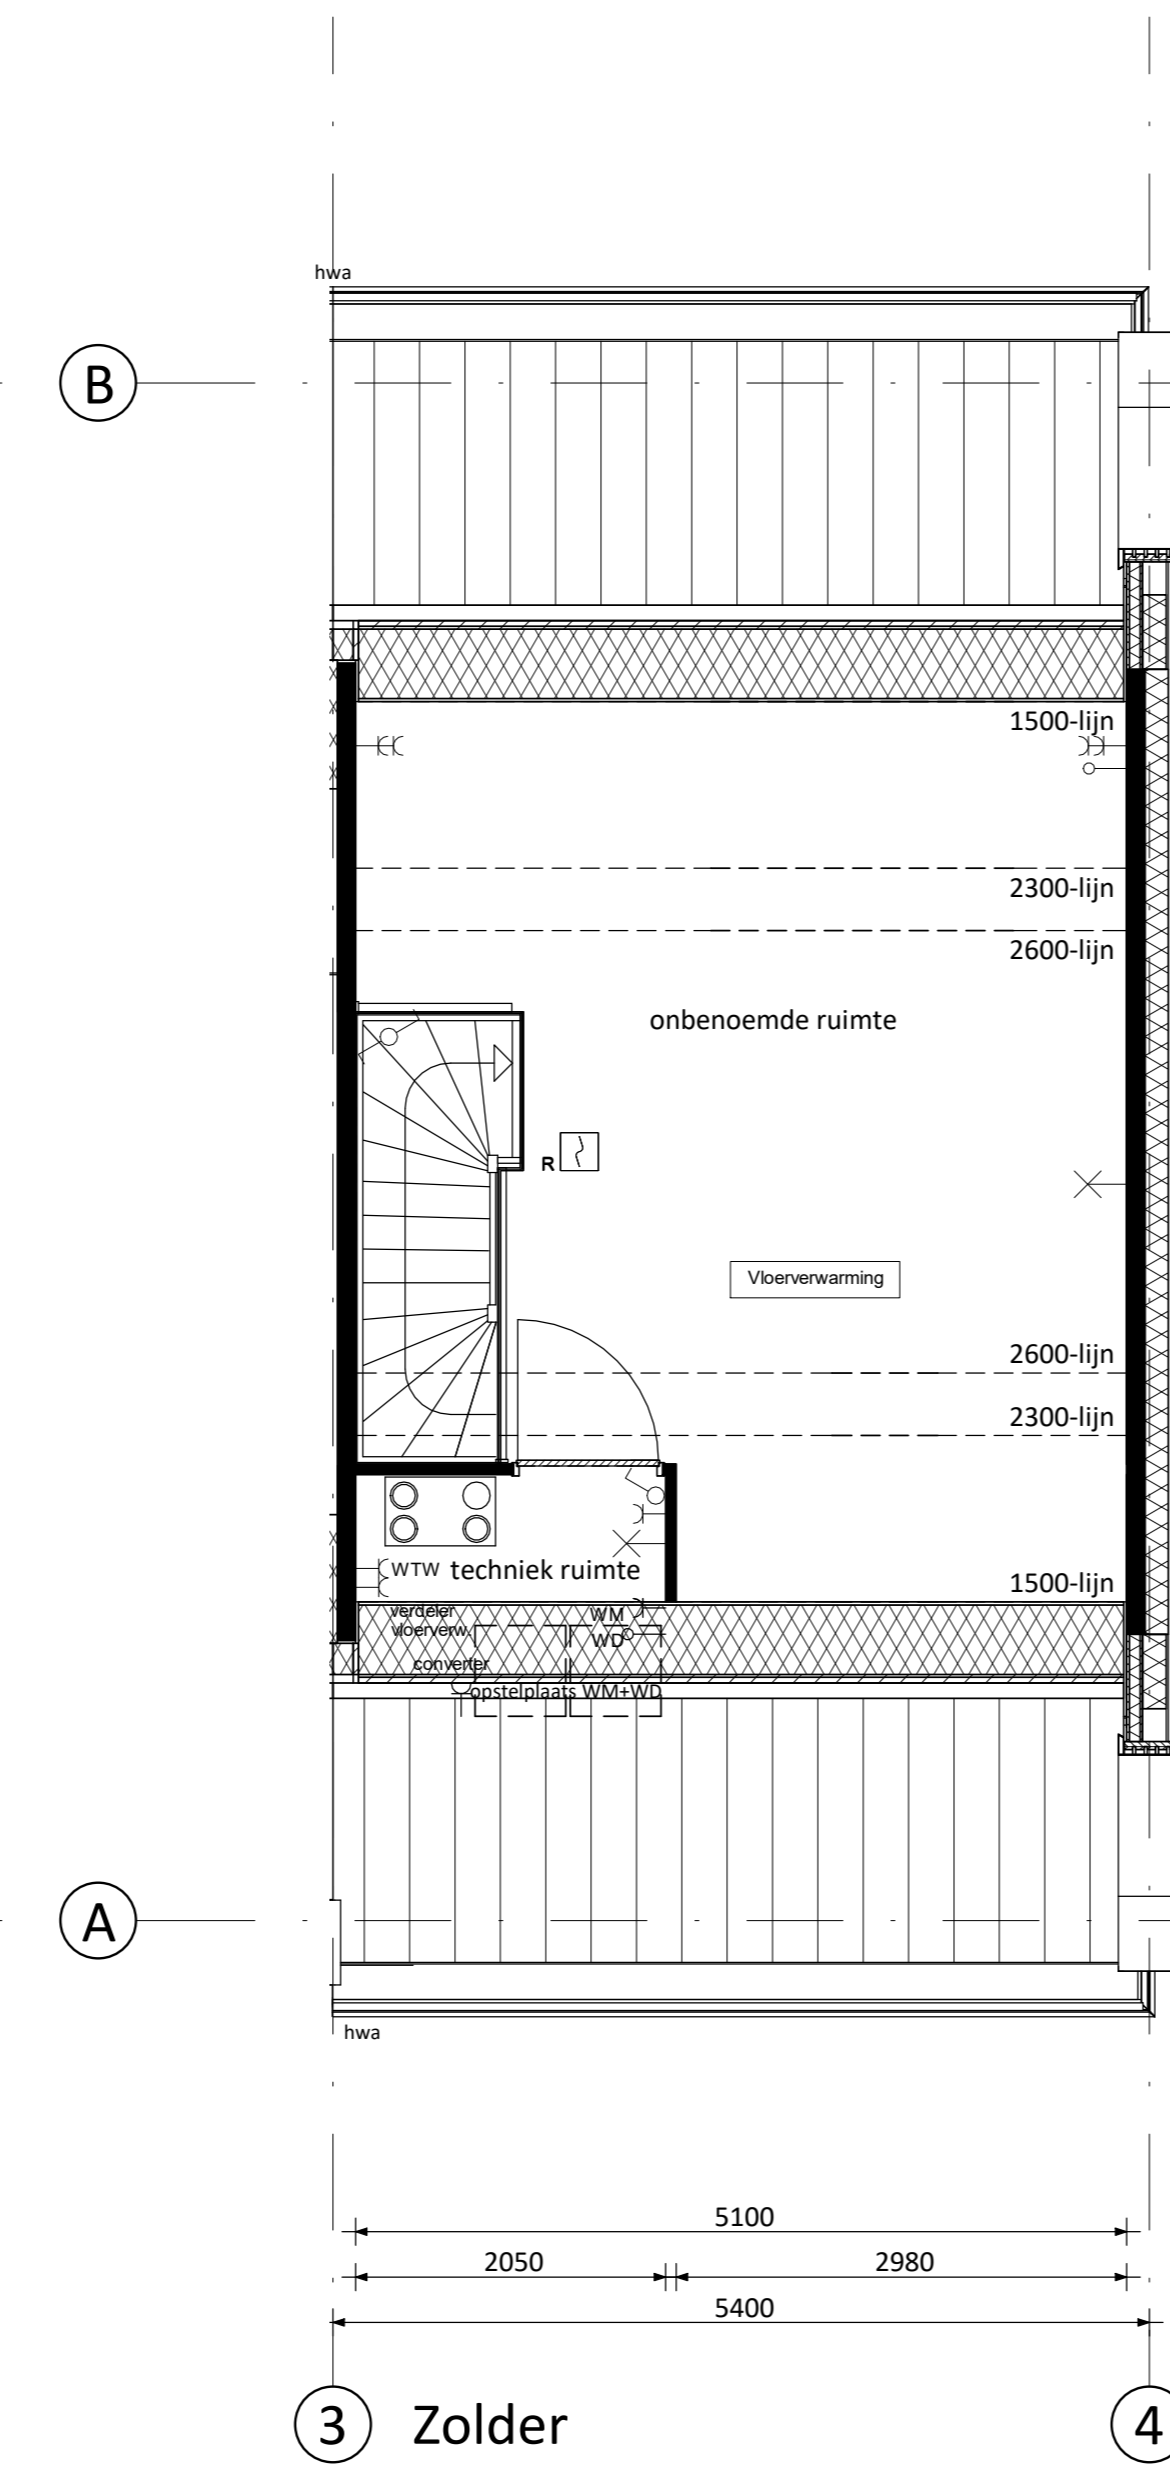 hwa
B
1500-lijn
2300-lijn
2600-lijn
onbenoemde ruimte
R
Vloerverwarming
2600-lijn
2300-lijn
WTW techniek ruimte
1500-lijn
verdeler
vloerverw.
WM
WD
converter
opstelplaats WM+WD
A
hwa
5100
2050
2980
5400
3
Zolder
4